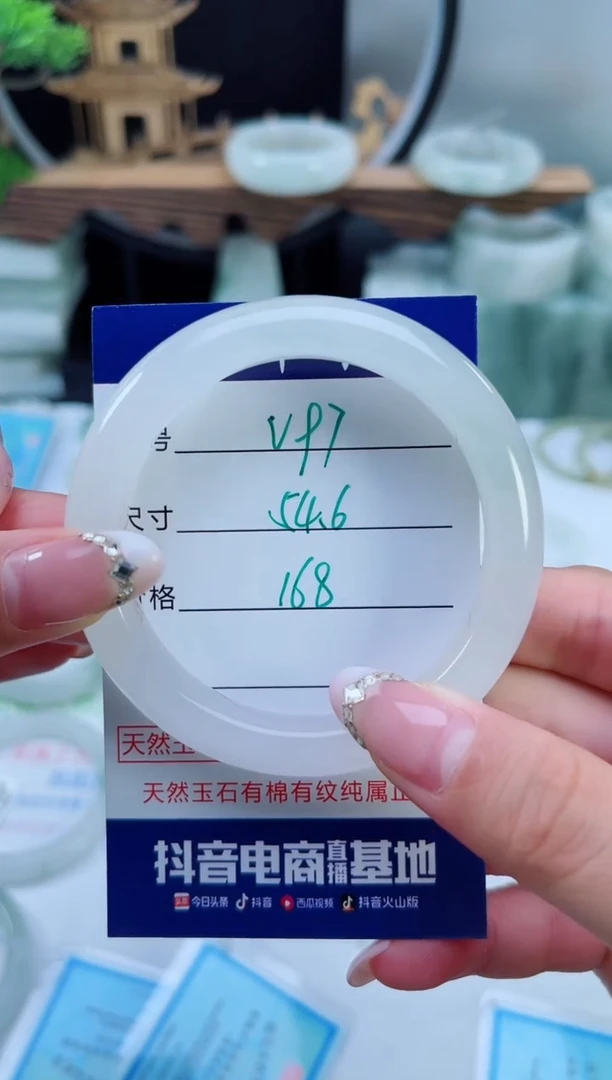 号 VP7
尺寸 54.6
格 168
天然玉
天然玉石有棉有纹纯属正
抖音电商直播基地
今日头条 抖音 西瓜视频 抖音火山版